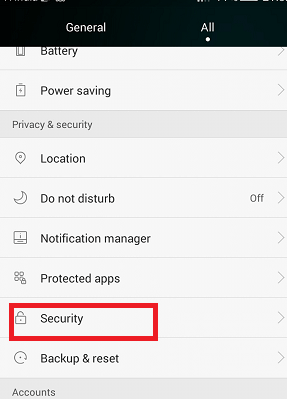 General All
Battery
Power saving
Privacy & security
Location
Do not disturb Off
Notification manager
Protected apps
Security
Backup & reset
Accounts